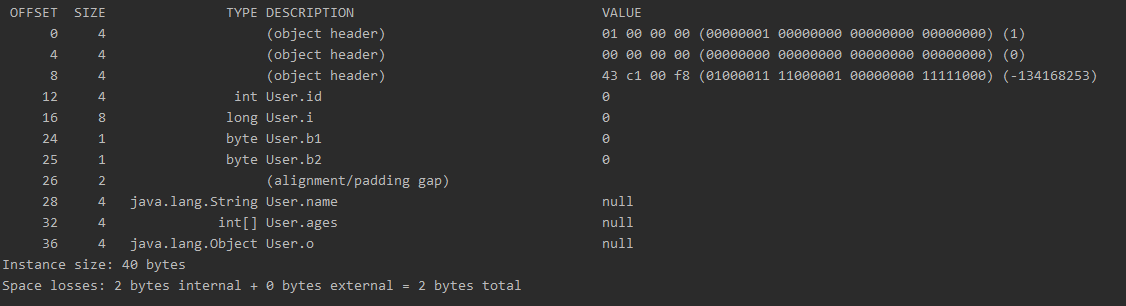 OFFSET  SIZE               TYPE DESCRIPTION                               VALUE
      0     4                    (object header)                           01 00 00 00 (00000001 00000000 00000000 00000000) (1)
      4     4                    (object header)                           00 00 00 00 (00000000 00000000 00000000 00000000) (0)
      8     4                    (object header)                           43 c1 00 f8 (01000011 11000001 00000000 11111000) (-134168253)
     12     4                int User.id                                   0
     16     8               long User.i                                    0
     24     1               byte User.b1                                   0
     25     1               byte User.b2                                   0
     26     2                    (alignment/padding gap)
     28     4   java.lang.String User.name                                 null
     32     4              int[] User.ages                                 null
     36     4   java.lang.Object User.o                                    null
Instance size: 40 bytes
Space losses: 2 bytes internal + 0 bytes external = 2 bytes total